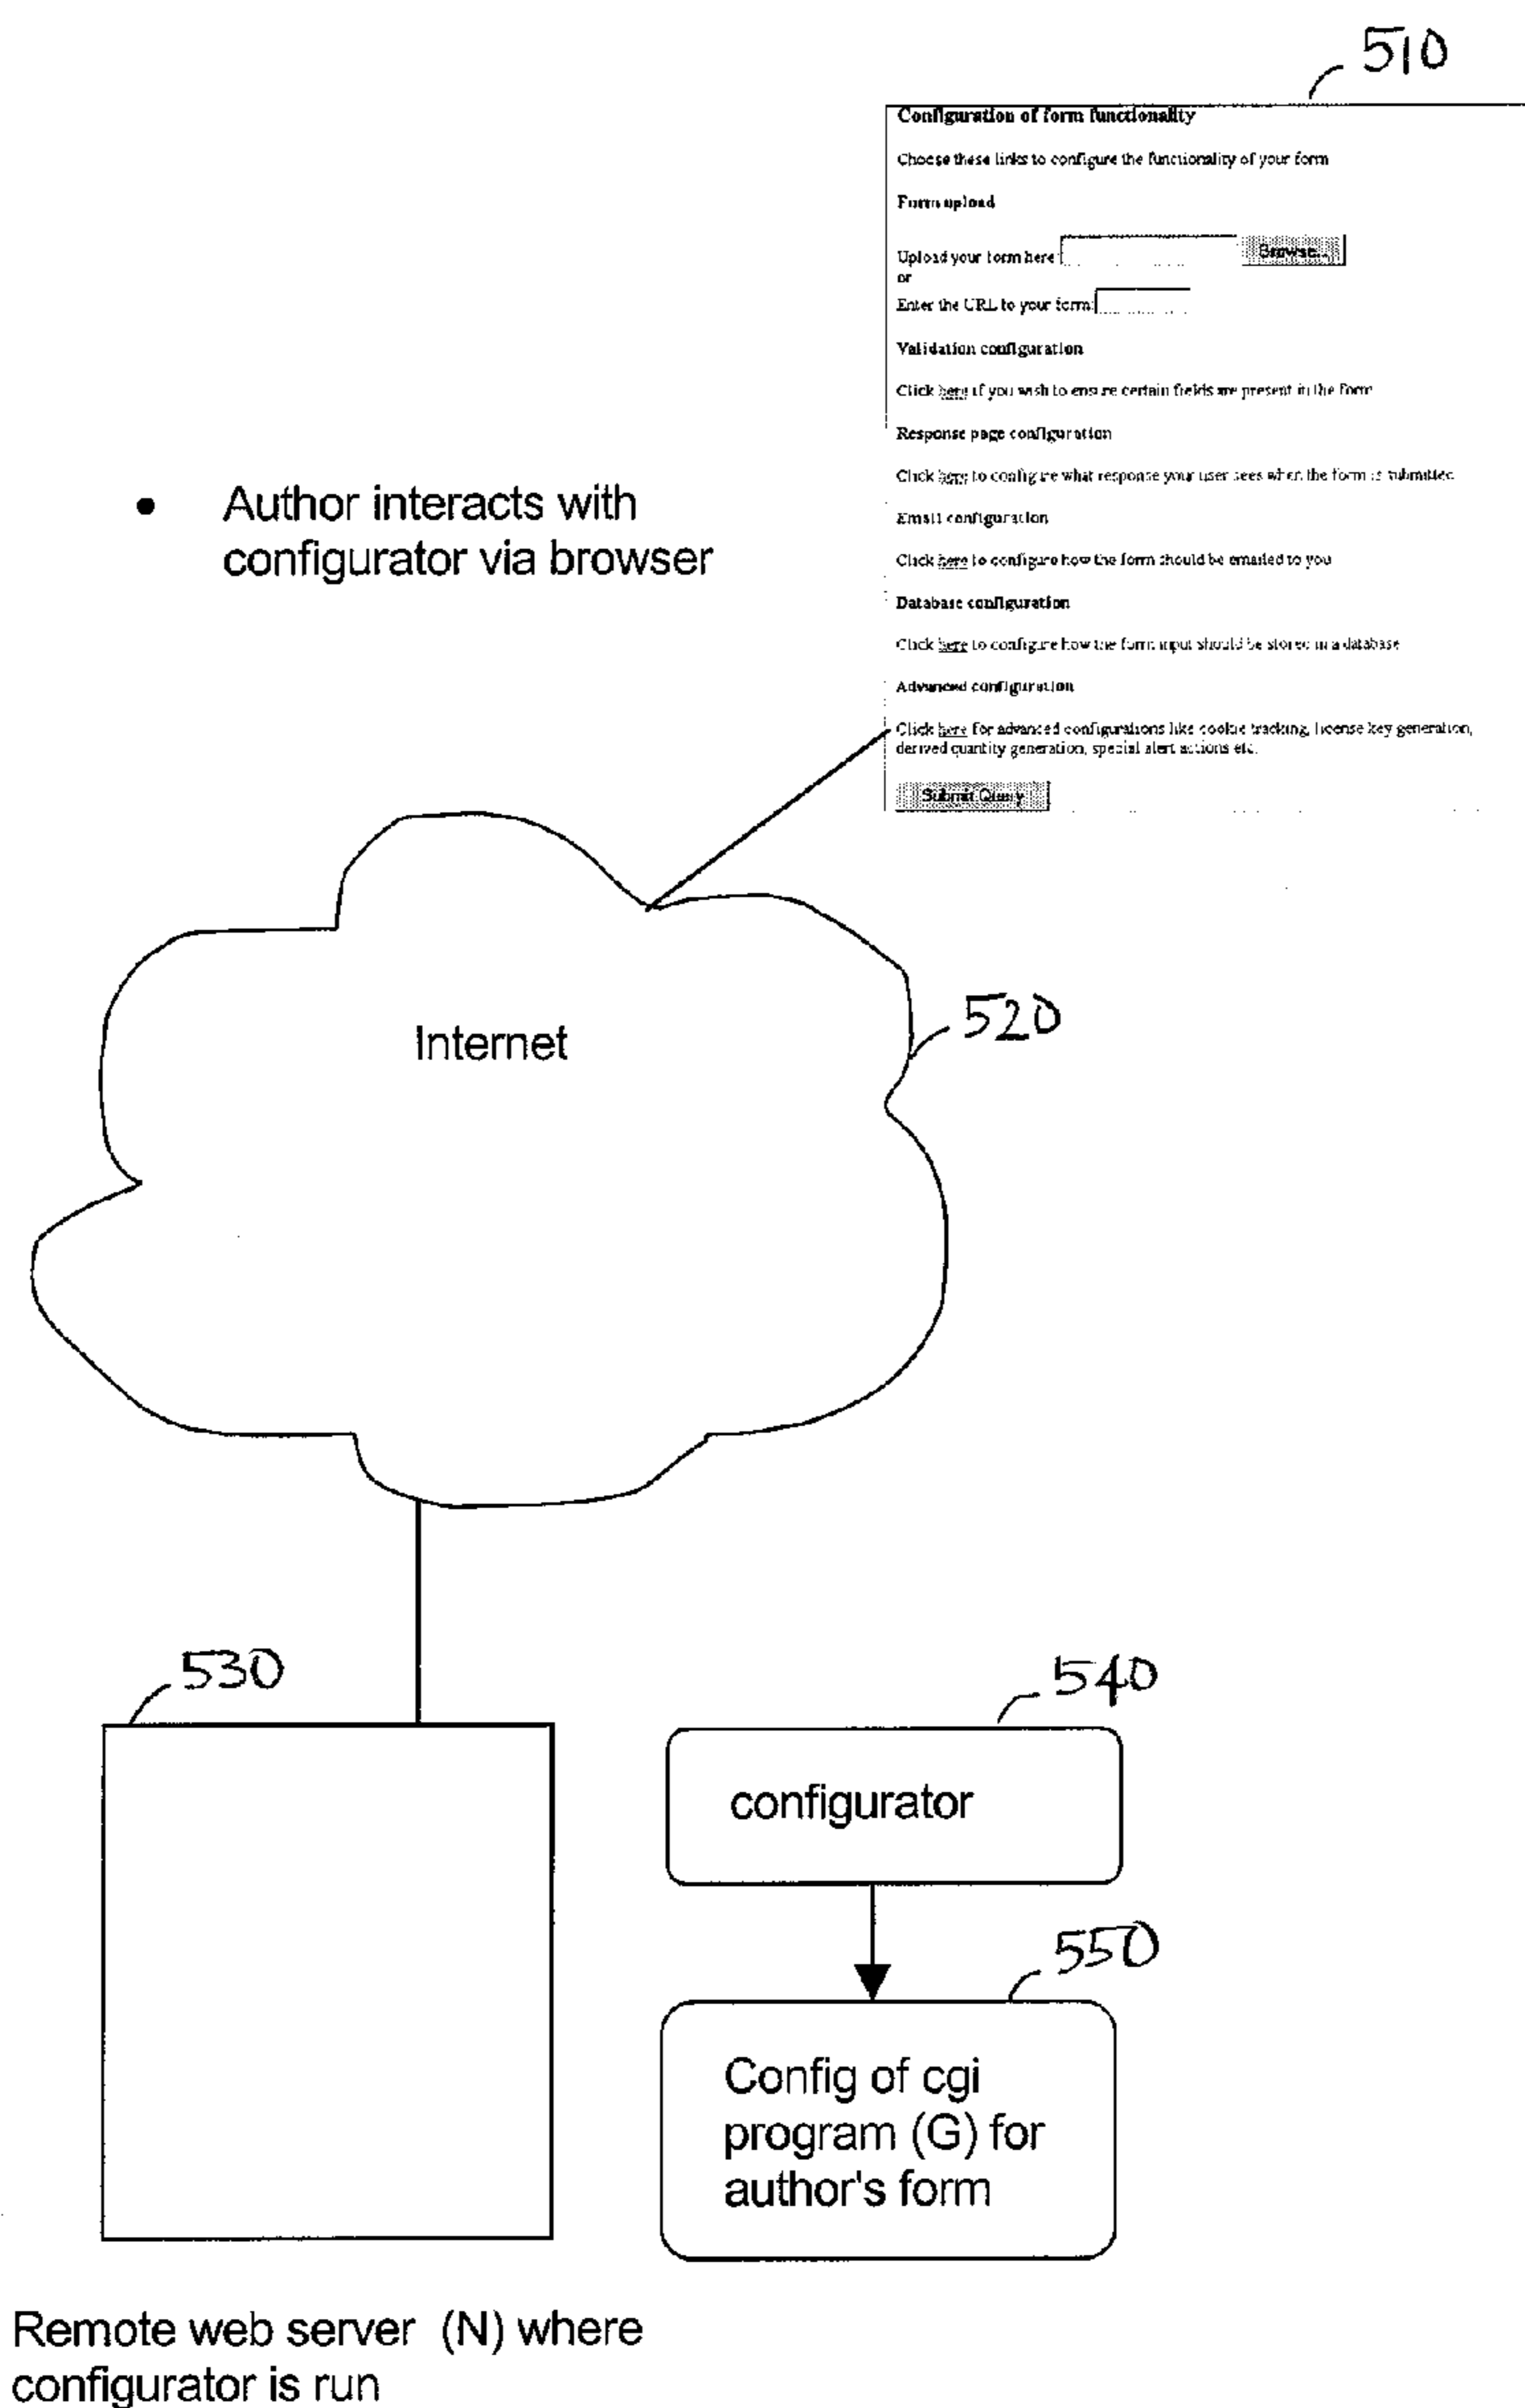 510
Configuration of form functionality
Choose these links to configure the functionality of your form
Form upload
Upload your form here: Browse...
or
Enter the URL to your form:
Validation configuration
Click here if you wish to ensure certain fields are present in the form
Response page configuration
Click here to configure what response your user sees when the form is submitted
Email configuration
Click here to configure how the form should be emailed to you
Database configuration
Click here to configure how the form input should be stored in a database
Advanced configuration
Click here for advanced configurations like cookie tracking, license key generation,
derived quantity generation, special alert actions etc.
Submit Query
• Author interacts with
configurator via browser
Internet
520
530
540
configurator
550
Config of cgi
program (G) for
author's form
Remote web server (N) where
configurator is run